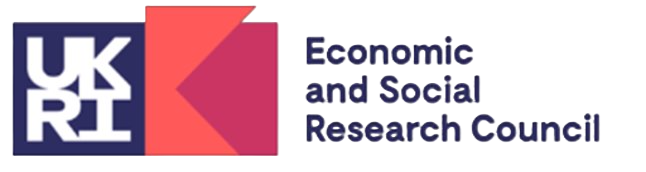 UK
RI
Economic
and Social
Research Council